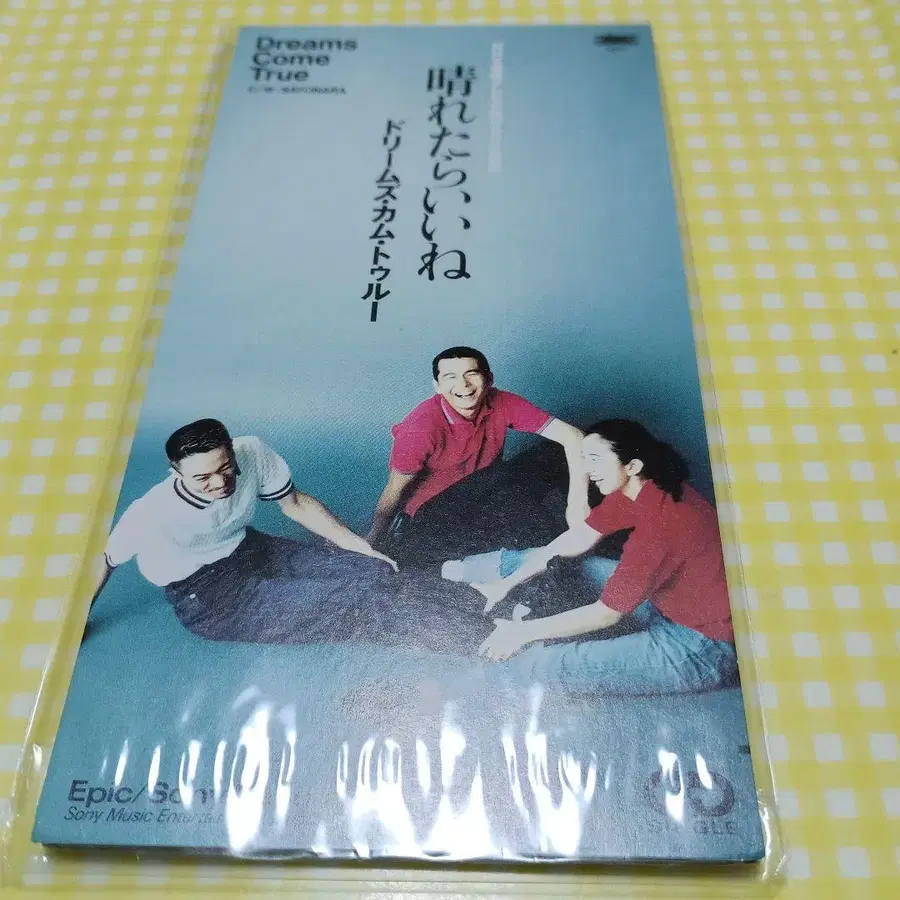 Dreams
Come
True
C/W SAYONARA
晴れたらいいね
ドリームズ・カム・トゥルー
Epic/Sony
Sony Music
SINGLE